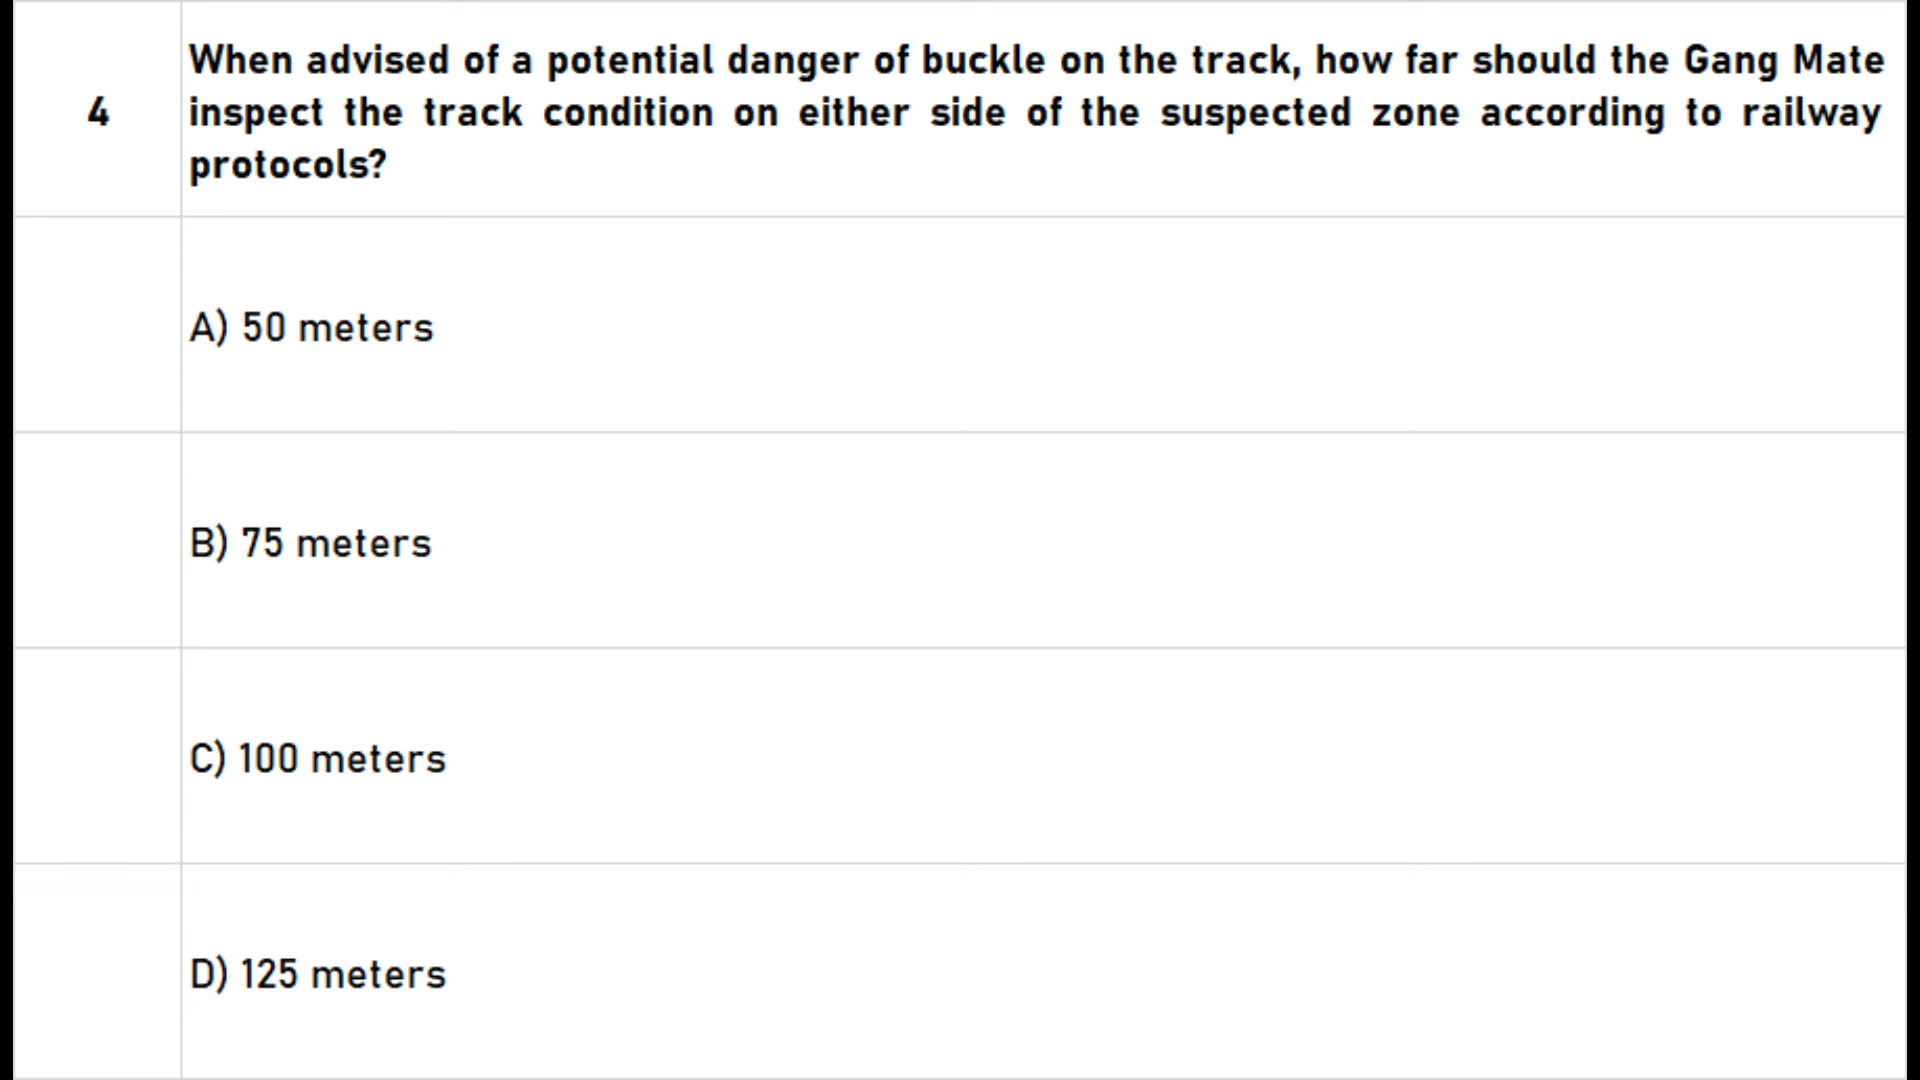 4
When advised of a potential danger of buckle on the track, how far should the Gang Mate
inspect the track condition on either side of the suspected zone according to railway
protocols?
A) 50 meters
B) 75 meters
C) 100 meters
D) 125 meters